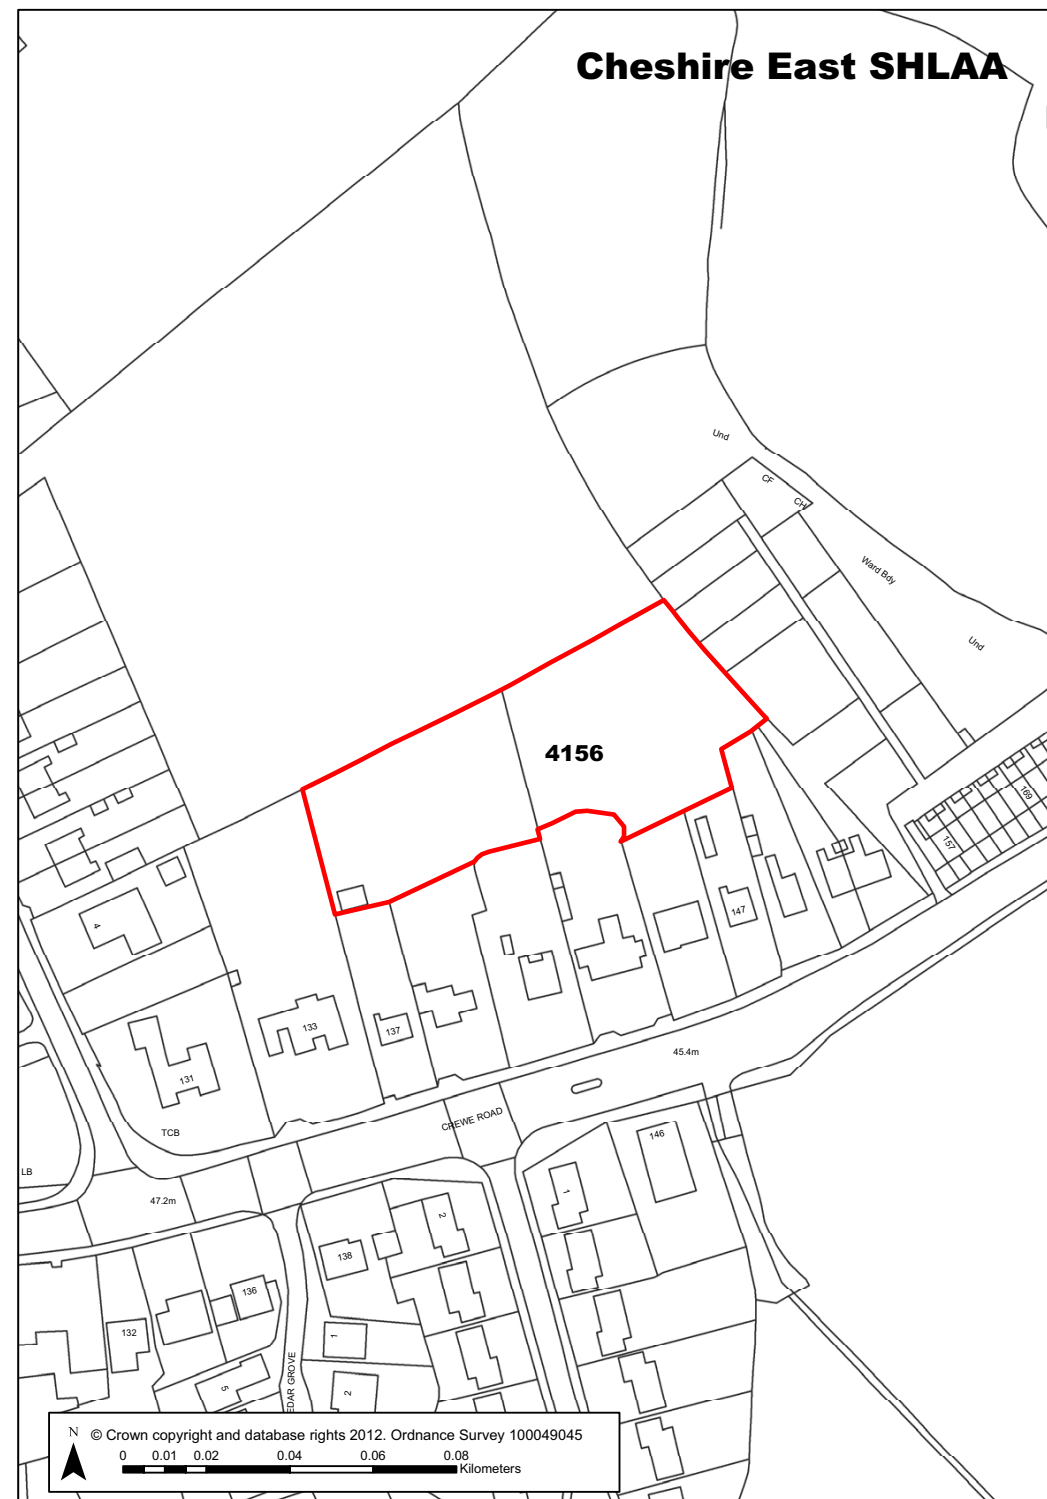 Cheshire East SHLAA
Und
CF
CH
Ward Bdy
Und
4156
169
157
4
147
133
137
131
45.4m
CREWE ROAD
TCB
146
LB
47.2m
1
2
138
136
132
1
5
2
EDAR GROVE
N
© Crown copyright and database rights 2012. Ordnance Survey 100049045
0 0.01 0.02 0.04 0.06 0.08
Kilometers